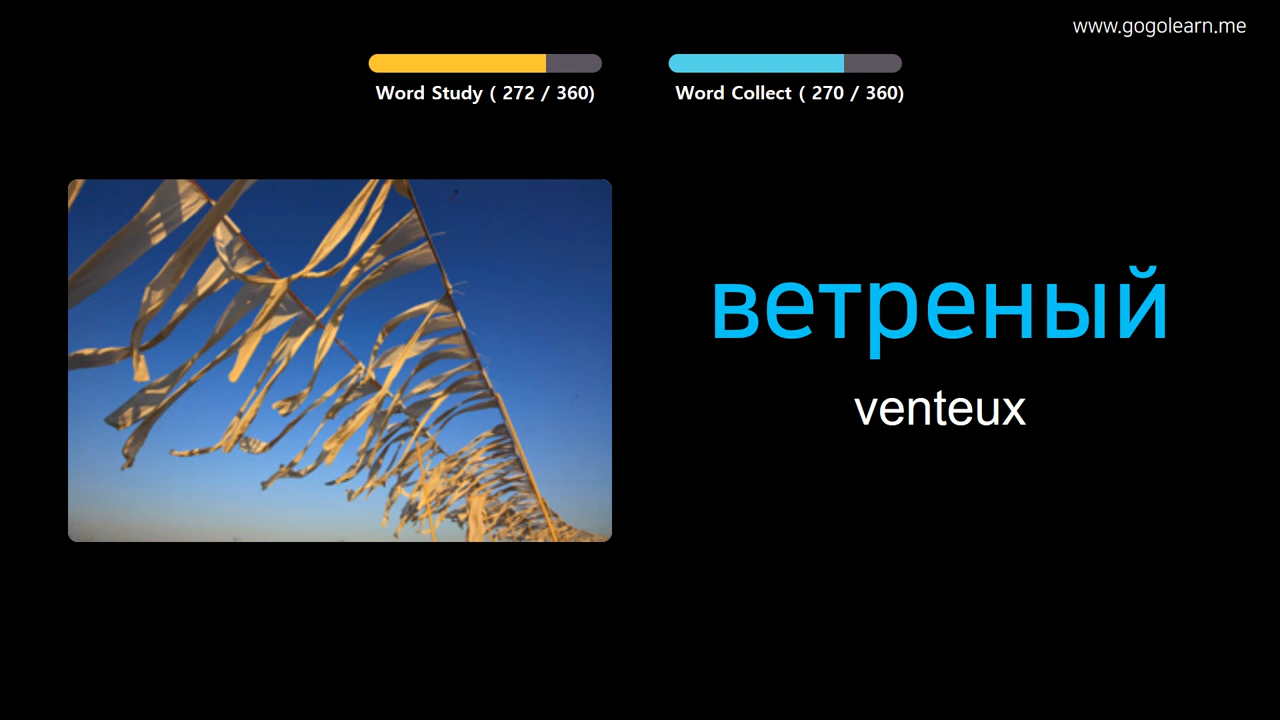 www.gogolearn.me
Word Study ( 272 / 360)
Word Collect ( 270 / 360)
ветреный
venteux